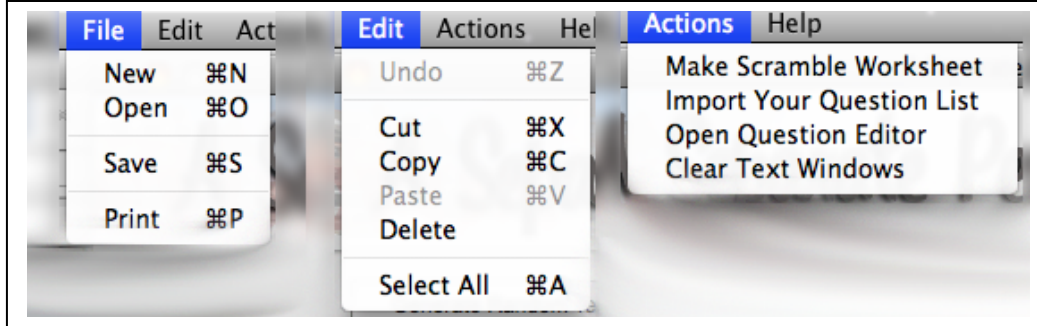 File Edit Act
New ⌘N
Open ⌘O
Save ⌘S
Print ⌘P
Edit Actions Hel
Undo ⌘Z
Cut ⌘X
Copy ⌘C
Paste ⌘V
Delete
Select All ⌘A
Actions Help
Make Scramble Worksheet
Import Your Question List
Open Question Editor
Clear Text Windows